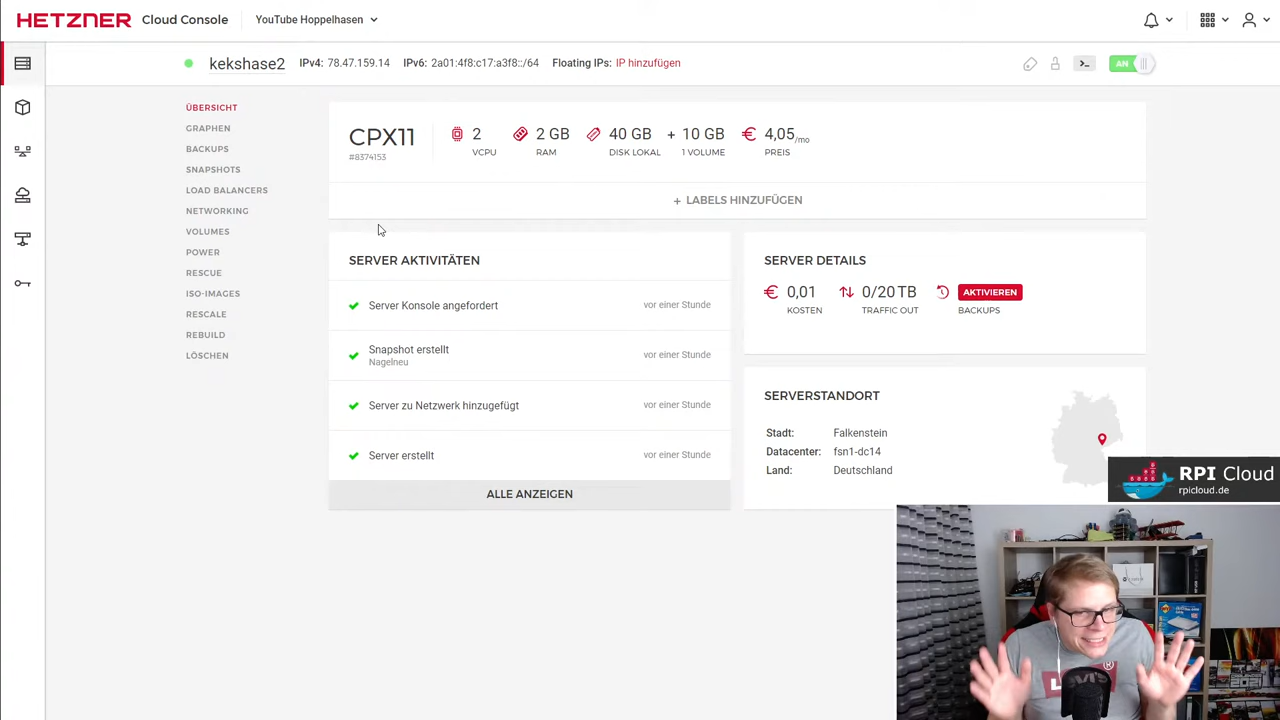 HETZNER Cloud Console YouTube Hoppelhasen
kekshase2 IPv4: 78.47.159.14 IPv6: 2a01:4f8:c17:a3f8::/64 Floating IPs: IP hinzufügen AN
ÜBERSICHT
GRAPHEN
BACKUPS
SNAPSHOTS
LOAD BALANCERS
NETWORKING
VOLUMES
POWER
RESCUE
ISO-IMAGES
RESCALE
REBUILD
LÖSCHEN
CPX11
#8374153
2
VCPU
2 GB
RAM
40 GB
DISK LOKAL
+ 10 GB
1 VOLUME
€ 4,05/mo
PREIS
+ LABELS HINZUFÜGEN
SERVER AKTIVITÄTEN
Server Konsole angefordert vor einer Stunde
Snapshot erstellt vor einer Stunde
Nagelneu
Server zu Netzwerk hinzugefügt vor einer Stunde
Server erstellt vor einer Stunde
ALLE ANZEIGEN
SERVER DETAILS
€ 0,01
KOSTEN
0/20 TB
TRAFFIC OUT
AKTIVIEREN
BACKUPS
SERVERSTANDORT
Stadt: Falkenstein
Datacenter: fsn1-dc14
Land: Deutschland
RPI Cloud
rpicloud.de